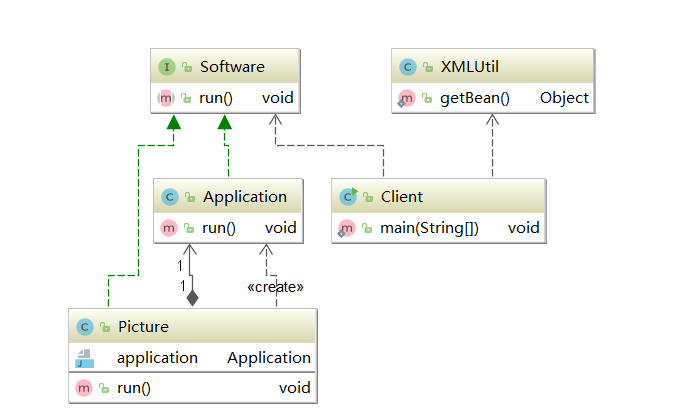 I Software
m run() void
C XMLUtil
m getBean() Object
C Application
m run() void
C Client
m main(String[]) void
1
1
«create»
C Picture
J application Application
m run() void